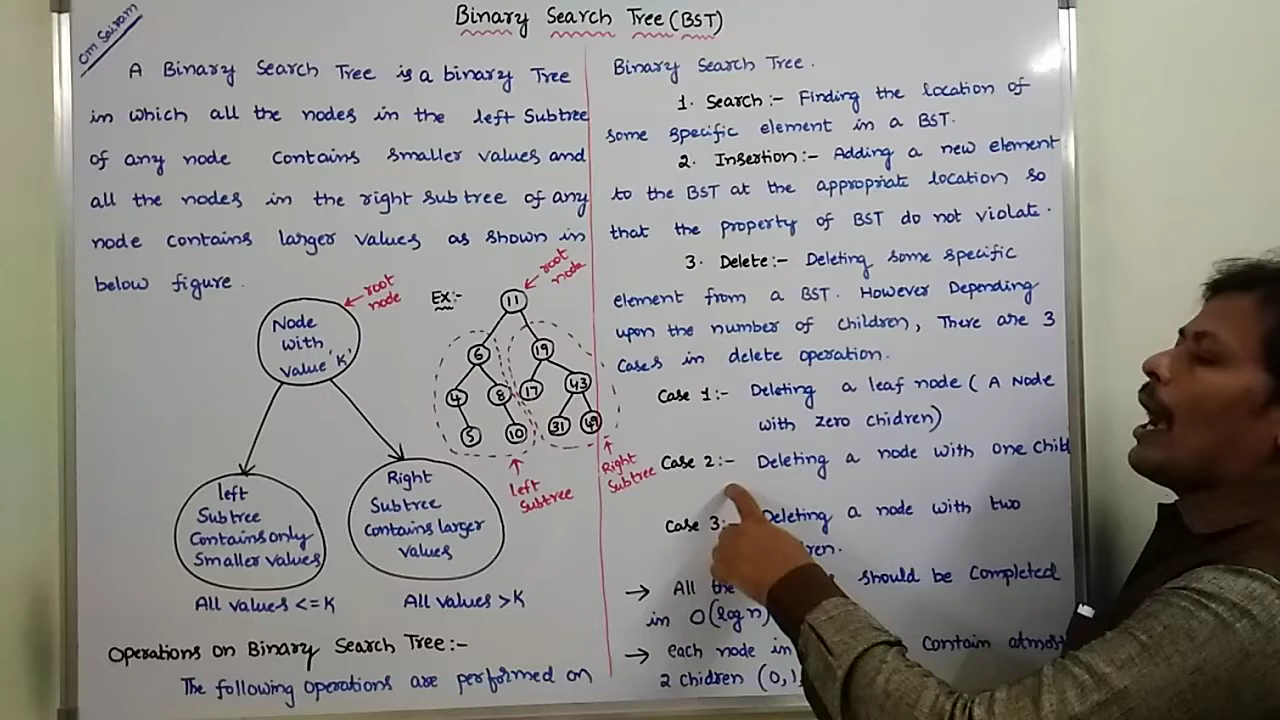 Om Sairam
Binary Search Tree (BST)
A Binary Search Tree is a binary Tree
in which all the nodes in the left Subtree
of any node contains smaller values and
all the nodes in the right subtree of any
node contains larger values as shown in
below figure.
root
node
Node
with
value 'K'
left
Subtree
Contains only
Smaller values
Right
Subtree
Contains larger
values
All values <=K
All values >K
Ex:-
root
node
11
6
19
4
8
17
43
5
10
31
49
Left
Subtree
Right
Subtree
Operations on Binary Search Tree:-
The following operations are performed on
Binary Search Tree.
1. Search:- Finding the location of
some specific element in a BST.
2. Insertion:- Adding a new element
to the BST at the appropriate location so
that the property of BST do not violate.
3. Delete:- Deleting some specific
element from a BST. However Depending
upon the number of children, There are 3
Cases in delete operation.
Case 1:- Deleting a leaf node ( A Node
with zero chidren)
Case 2:- Deleting a node with one Child
Case 3:- Deleting a node with two
ren.
→ All the should be Completed
in O(log n)
→ each node in Contain atmost
2 chidren (0,1,